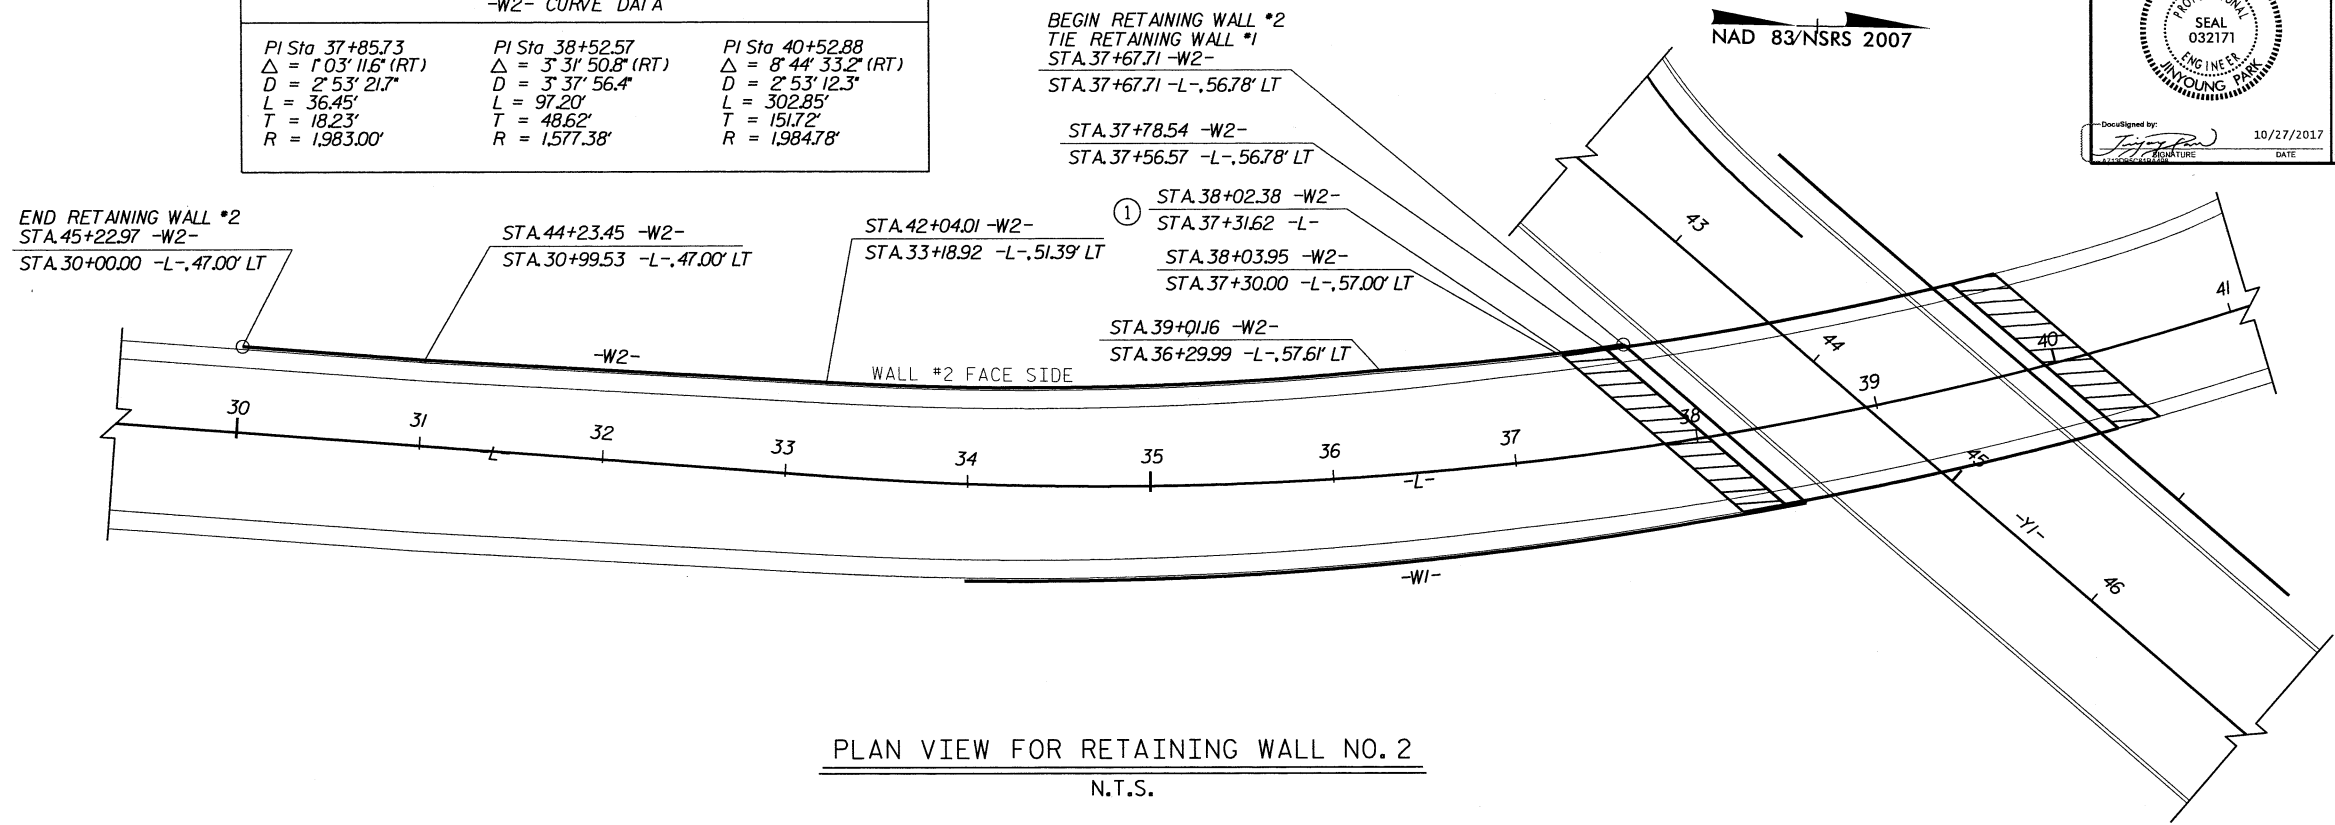 -W2- CURVE DATA
PI Sta 37+85.73
△ = 1° 03' 11.6" (RT)
D = 2° 53' 21.7"
L = 36.45'
T = 18.23'
R = 1,983.00'
PI Sta 38+52.57
△ = 3° 31' 50.8" (RT)
D = 3° 37' 56.4"
L = 97.20'
T = 48.62'
R = 1,577.38'
PI Sta 40+52.88
△ = 8° 44' 33.2" (RT)
D = 2° 53' 12.3"
L = 302.85'
T = 151.72'
R = 1,984.78'
BEGIN RETAINING WALL #2
TIE RETAINING WALL #1
STA.37+67.71 -W2-
STA.37+67.71 -L-,56.78' LT
STA.37+78.54 -W2-
STA.37+56.57 -L-,56.78' LT
1
STA.38+02.38 -W2-
STA.37+31.62 -L-
STA.38+03.95 -W2-
STA.37+30.00 -L-,57.00' LT
STA.39+01.16 -W2-
STA.36+29.99 -L-,57.61' LT
NAD 83/NSRS 2007
PROFESSIONAL
SEAL
032171
ENGINEER
JINYOUNG PARK
DocuSigned by:
10/27/2017
SIGNATURE
DATE
END RETAINING WALL #2
STA.45+22.97 -W2-
STA.30+00.00 -L-,47.00' LT
STA.44+23.45 -W2-
STA.30+99.53 -L-,47.00' LT
STA.42+04.01 -W2-
STA.33+18.92 -L-,51.39' LT
-W2-
WALL #2 FACE SIDE
30
31
-L-
32
33
34
35
36
-L-
37
38
39
40
41
43
44
45
-Y1-
46
-W1-
PLAN VIEW FOR RETAINING WALL NO. 2
N.T.S.